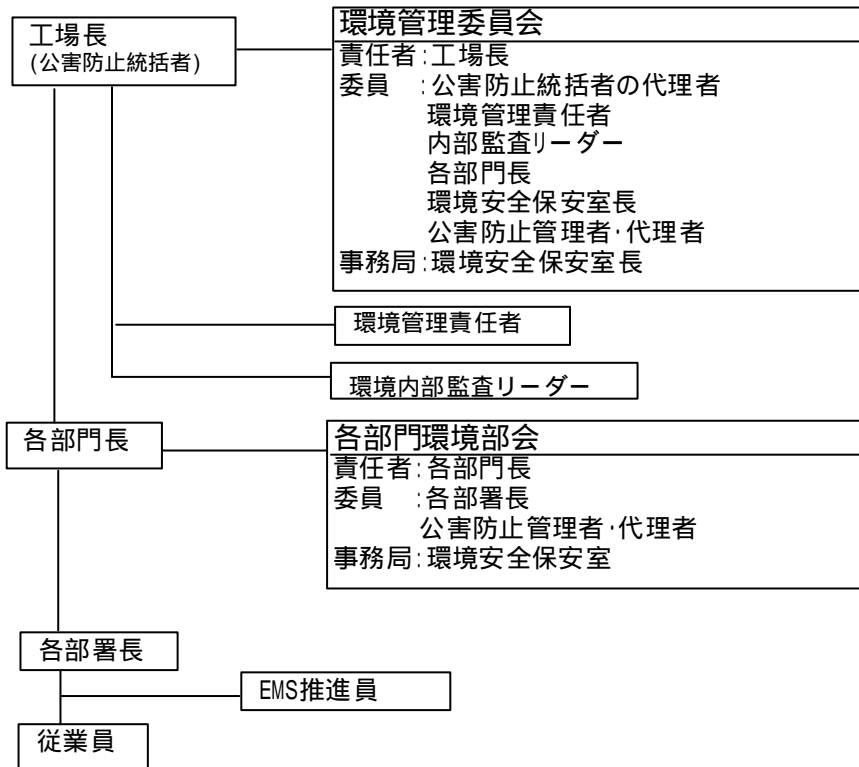 工場長
(公害防止統括者)
環境管理委員会
責任者:工場長
委員　:公害防止統括者の代理者
環境管理責任者
内部監査リーダー
各部門長
環境安全保安室長
公害防止管理者・代理者
事務局:環境安全保安室長
環境管理責任者
環境内部監査リーダー
各部門長
各部門環境部会
責任者:各部門長
委員　:各部署長
公害防止管理者・代理者
事務局:環境安全保安室
各部署長
EMS推進員
従業員